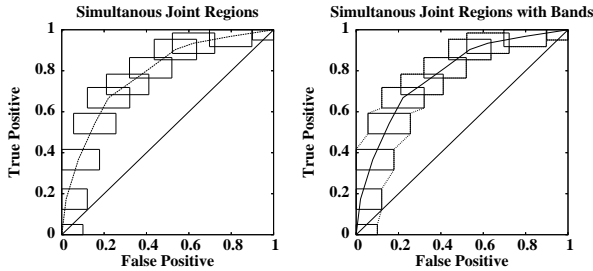 Simultanous Joint Regions
1
0.8
0.6
0.4
0.2
0
0 0.2 0.4 0.6 0.8 1
True Positive
False Positive
Simultanous Joint Regions with Bands
1
0.8
0.6
0.4
0.2
0
0 0.2 0.4 0.6 0.8 1
True Positive
False Positive